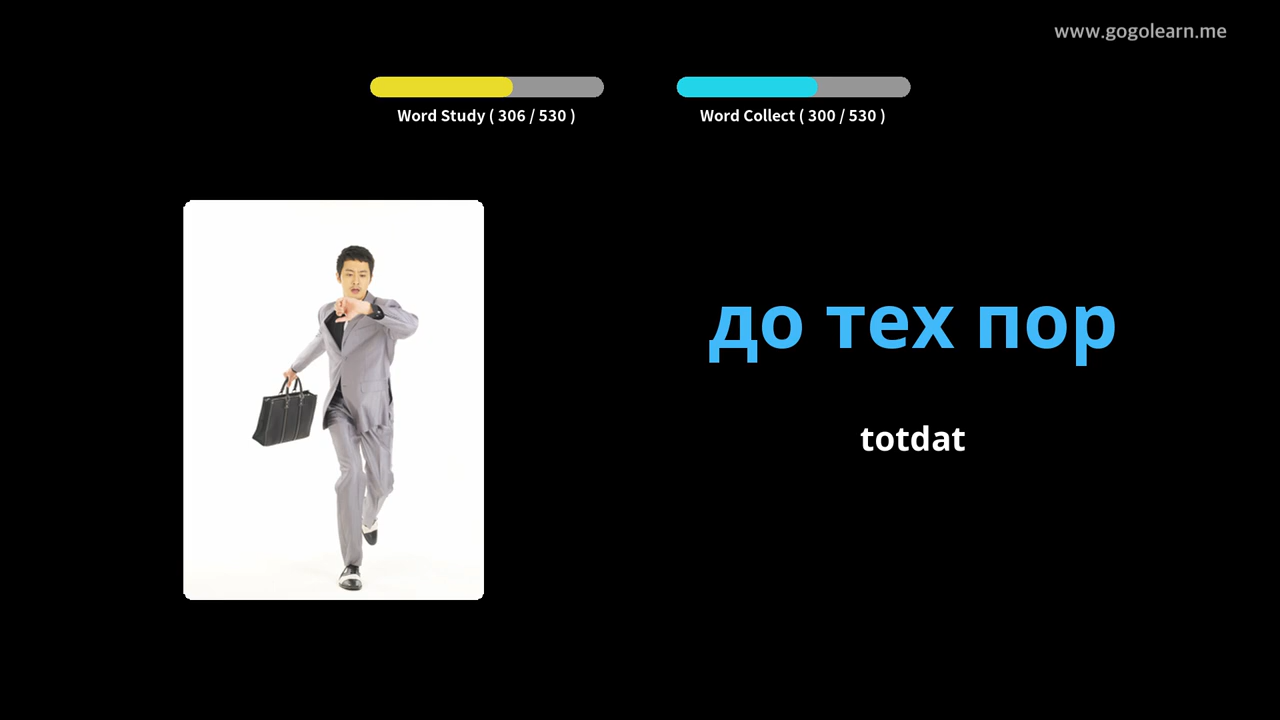 www.gogolearn.me
Word Study ( 306 / 530 )
Word Collect ( 300 / 530 )
до тех пор
totdat